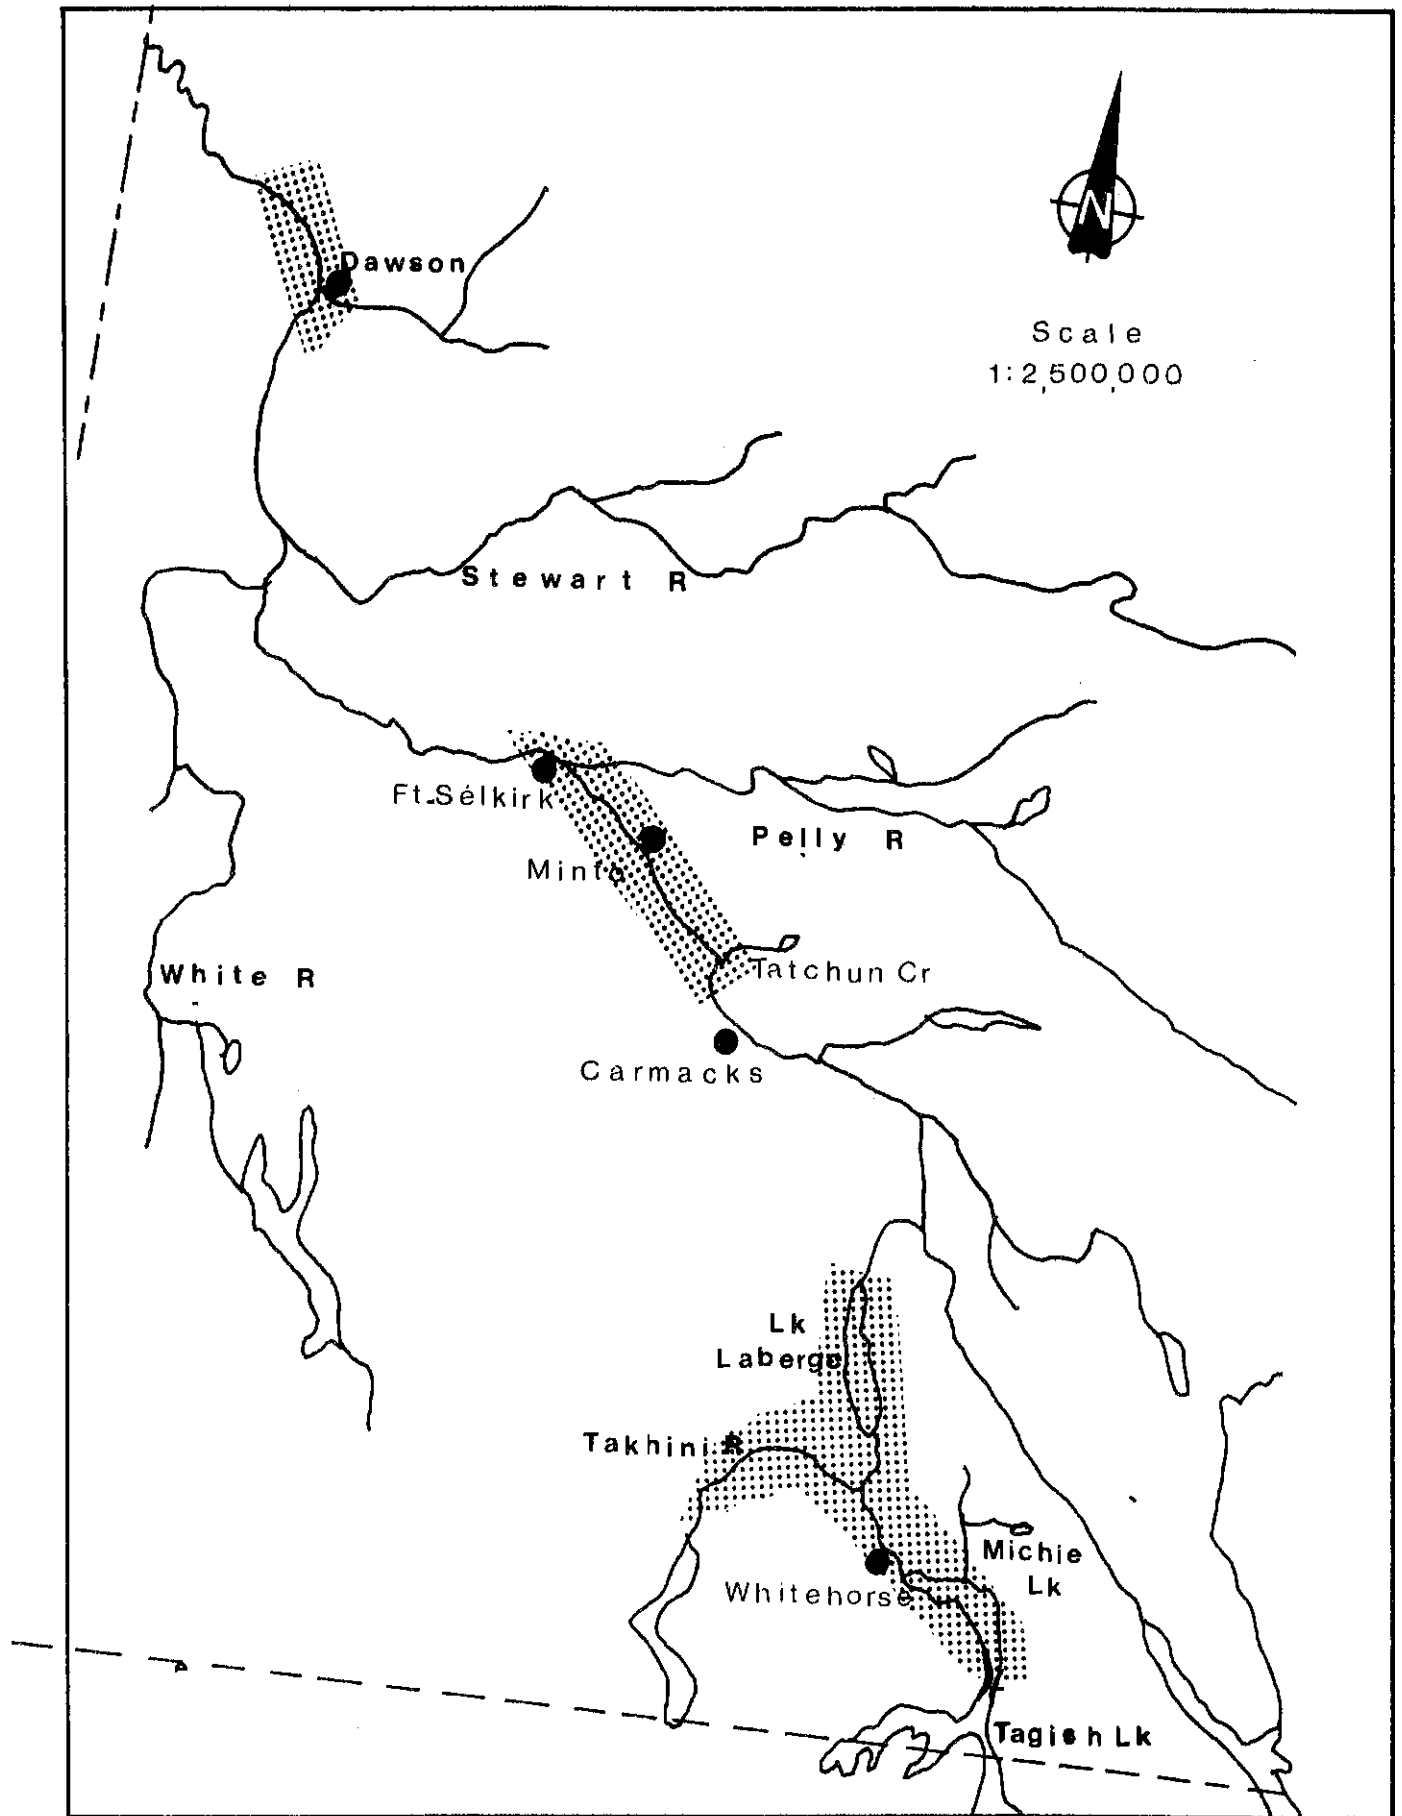 N
Dawson
Scale
1:2,500,000
Stewart R
Ft.Sélkirk
Minto
Pelly R
White R
Tatchun Cr
Carmacks
Lk
Laberge
Takhini R
Michie
Lk
Whitehorse
Tagish Lk